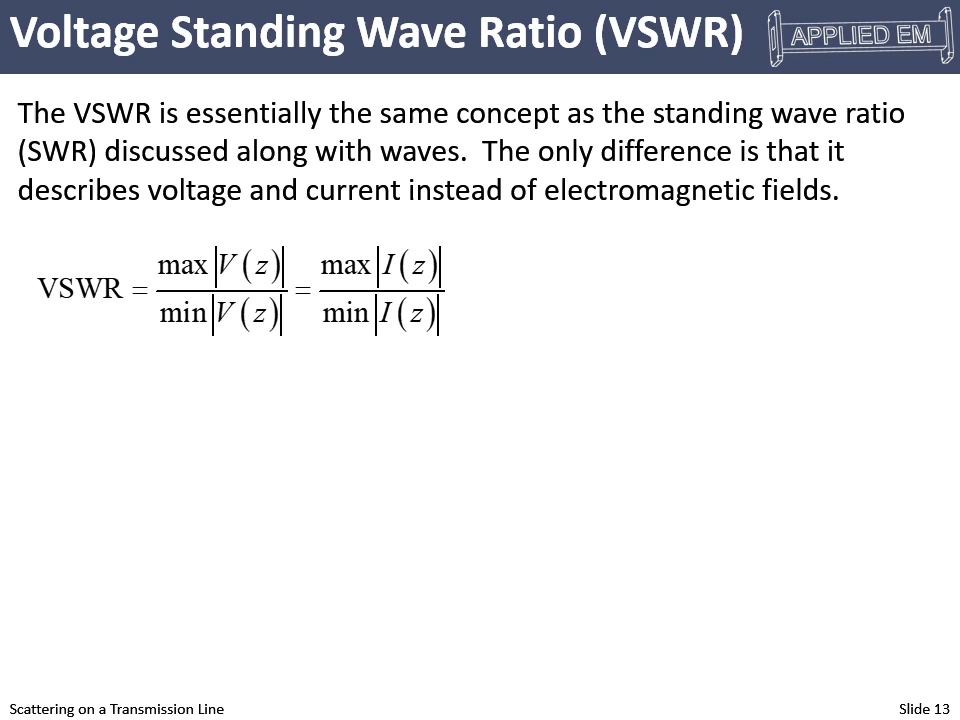 Voltage Standing Wave Ratio (VSWR)
APPLIED EM
The VSWR is essentially the same concept as the standing wave ratio
(SWR) discussed along with waves.  The only difference is that it
describes voltage and current instead of electromagnetic fields.
VSWR = max|V(z)| / min|V(z)| = max|I(z)| / min|I(z)|
Scattering on a Transmission Line
Slide 13